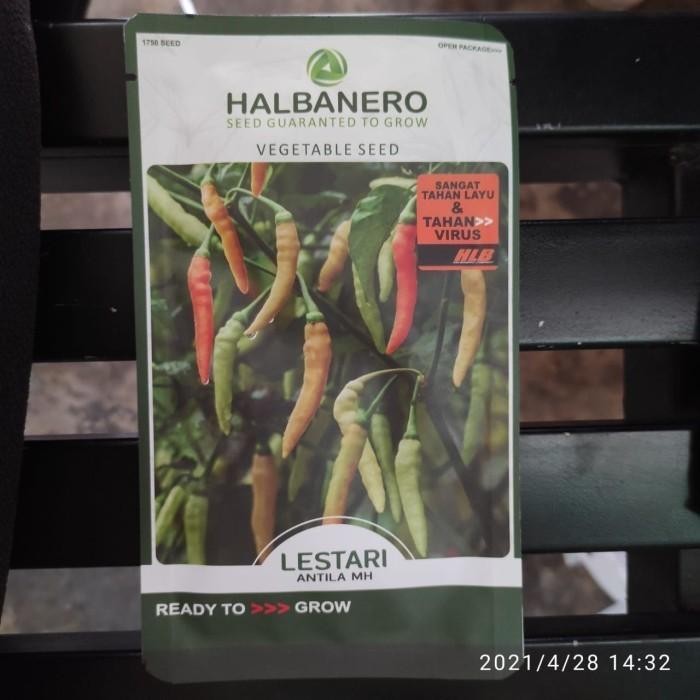 1750 SEED
OPEN PACKAGE>>>
HALBANERO
SEED GUARANTED TO GROW
VEGETABLE SEED
SANGAT
TAHAN LAYU
&
TAHAN>>
VIRUS
HLB
LESTARI
ANTILA MH
READY TO >>> GROW
2021/4/28 14:32